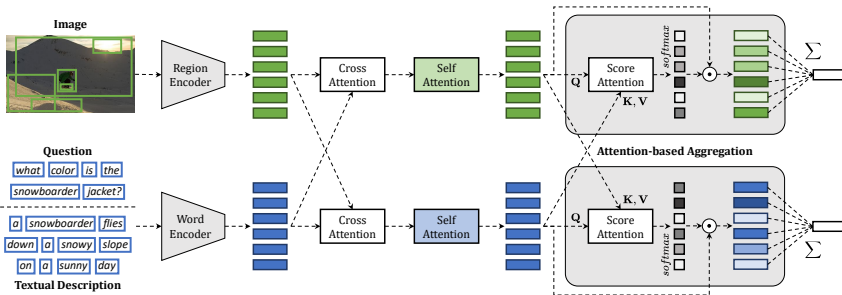 Image
Region
Encoder
Cross
Attention
Self
Attention
Q
Score
Attention
K, V
softmax
Σ
Question
what color is the
snowboarder jacket?
a snowboarder flies
down a snowy slope
on a sunny day
Textual Description
Word
Encoder
Cross
Attention
Self
Attention
Attention-based Aggregation
K, V
Q
Score
Attention
softmax
Σ